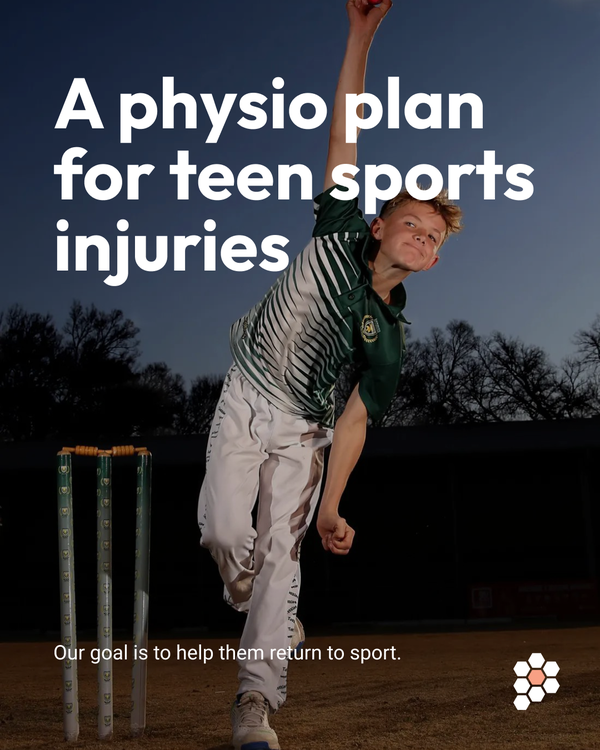 A physio plan
for teen sports
injuries
Our goal is to help them return to sport.